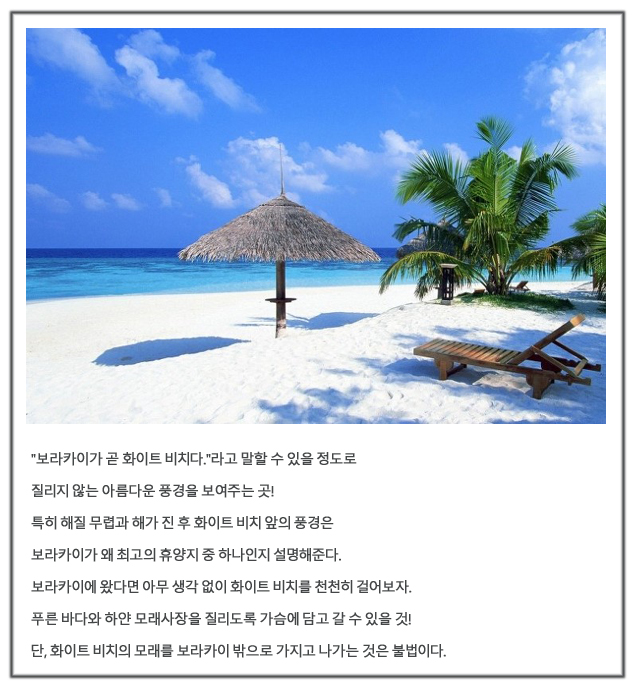 "보라카이가 곧 화이트 비치다."라고 말할 수 있을 정도로
질리지 않는 아름다운 풍경을 보여주는 곳!
특히 해질 무렵과 해가 진 후 화이트 비치 앞의 풍경은
보라카이가 왜 최고의 휴양지 중 하나인지 설명해준다.
보라카이에 왔다면 아무 생각 없이 화이트 비치를 천천히 걸어보자.
푸른 바다와 하얀 모래사장을 질리도록 가슴에 담고 갈 수 있을 것!
단, 화이트 비치의 모래를 보라카이 밖으로 가지고 나가는 것은 불법이다.